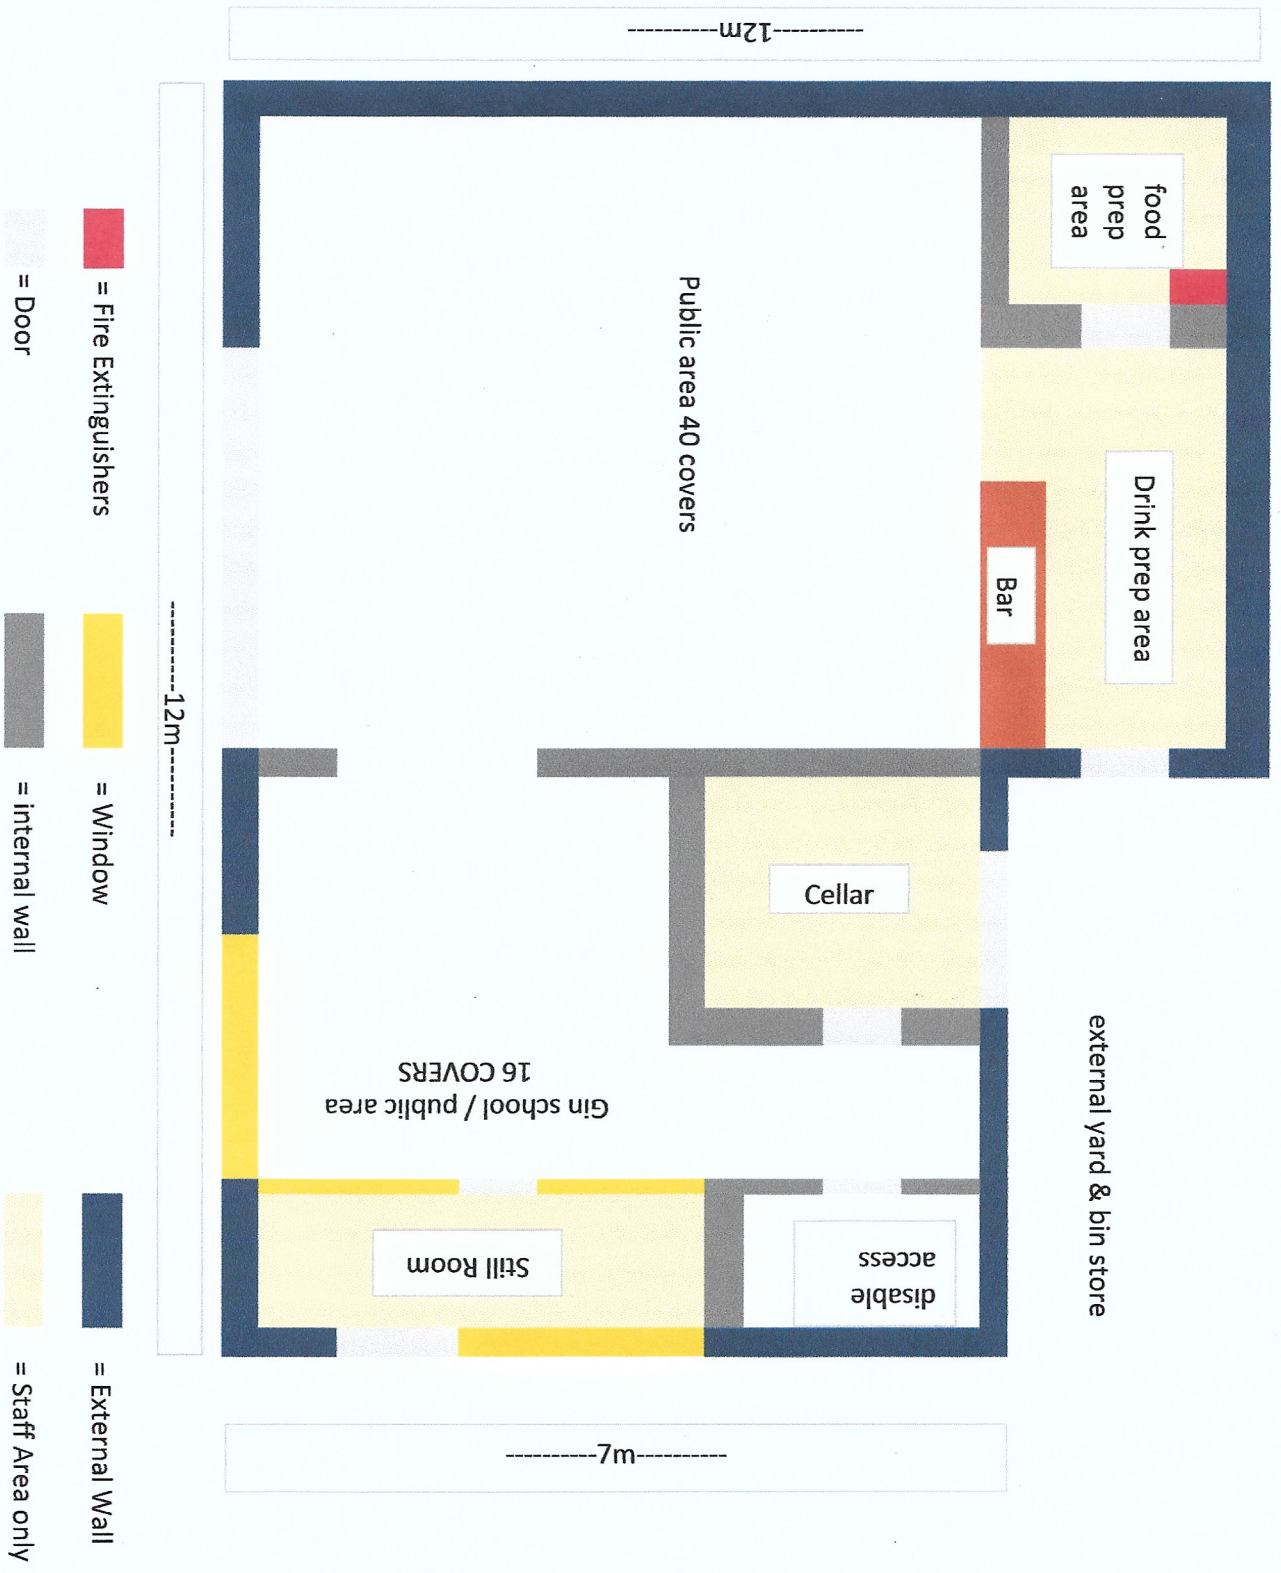 ----------12m----------
food
prep
area
Drink prep area
Bar
Public area 40 covers
Cellar
external yard & bin store
Gin school / public area
16 COVERS
Still Room
disable
access
----------12m----------
----------7m----------
= Fire Extinguishers
= Window
= External Wall
= Door
= internal wall
= Staff Area only